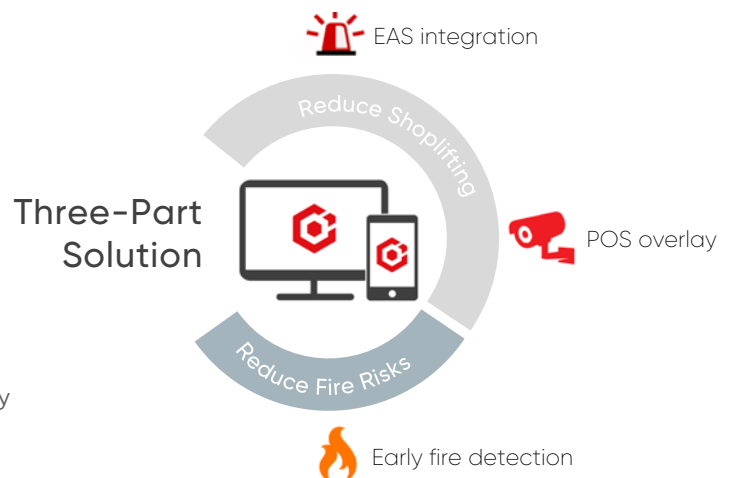 EAS integration
Reduce Shoplifting
Three-Part
Solution
POS overlay
Reduce Fire Risks
y
Early fire detection